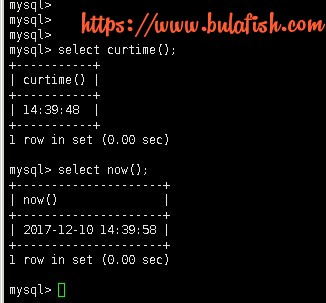 mysql>
mysql> https://www.bulafish.com
mysql>
mysql> select curtime();
+-----------+
| curtime() |
+-----------+
| 14:39:48  |
+-----------+
1 row in set (0.00 sec)
mysql> select now();
+---------------------+
| now()               |
+---------------------+
| 2017-12-10 14:39:58 |
+---------------------+
1 row in set (0.00 sec)
mysql>